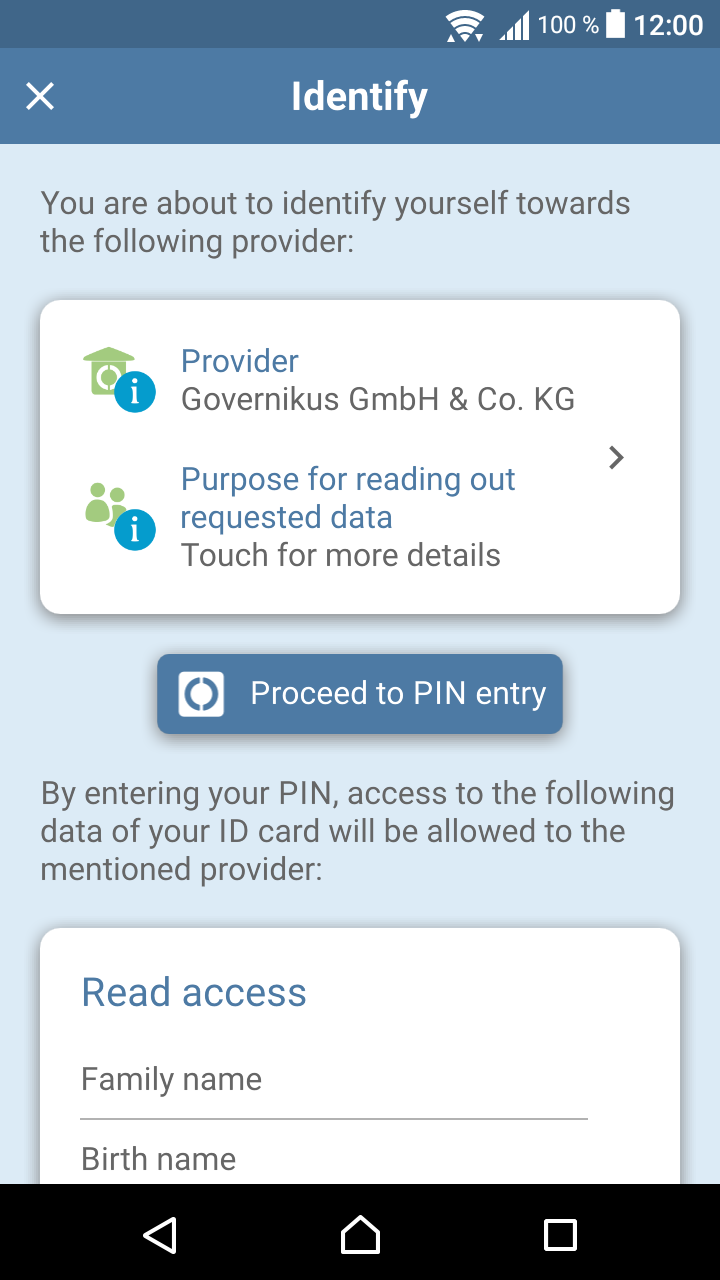 100 % 12:00
Identify
You are about to identify yourself towards
the following provider:
Provider
Governikus GmbH & Co. KG
Purpose for reading out
requested data
Touch for more details
Proceed to PIN entry
By entering your PIN, access to the following
data of your ID card will be allowed to the
mentioned provider:
Read access
Family name
Birth name